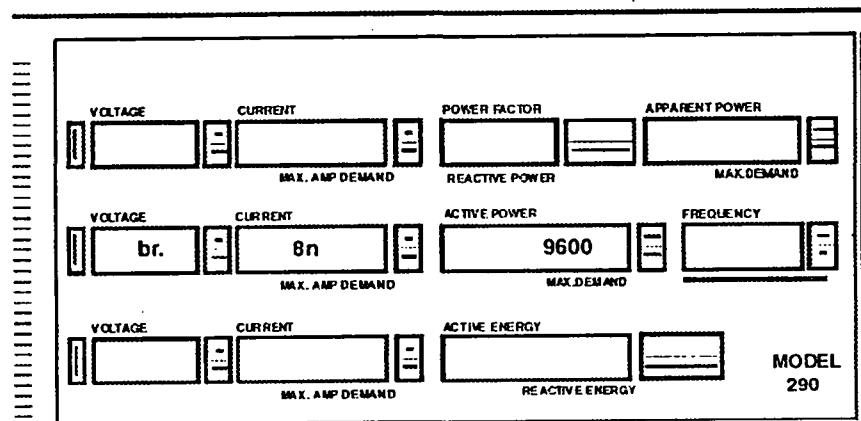 VOLTAGE CURRENT POWER FACTOR APPARENT POWER
MAX. AMP DEMAND REACTIVE POWER MAX.DEMAND
VOLTAGE CURRENT ACTIVE POWER FREQUENCY
br. 8n 9600
MAX. AMP DEMAND MAX.DEMAND
VOLTAGE CURRENT ACTIVE ENERGY
MODEL
290
MAX. AMP DEMAND REACTIVE ENERGY